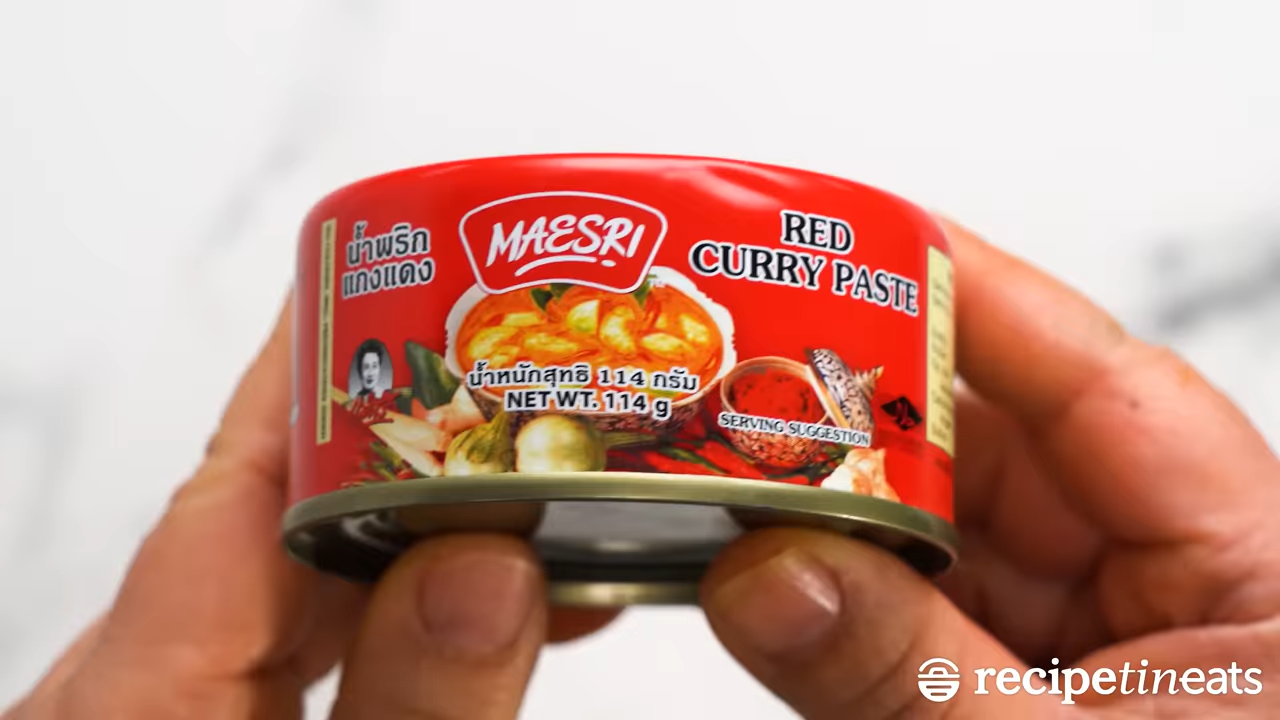 น้ำพริก
แกงแดง
MAESRI
RED
CURRY PASTE
น้ำหนักสุทธิ 114 กรัม
NET WT. 114 g
SERVING SUGGESTION
recipetineats